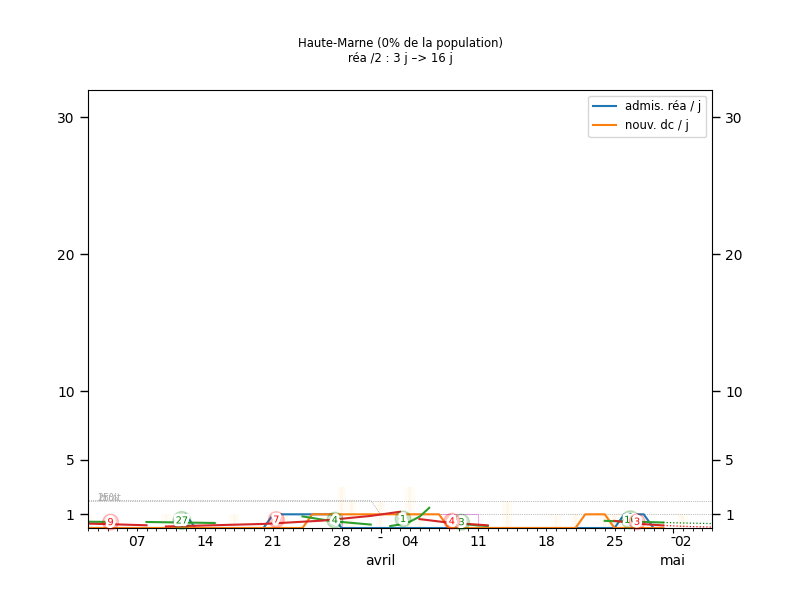 Haute-Marne (0% de la population)
réa /2 : 3 j –> 16 j
admis. réa / j
nouv. dc / j
30 30
20 20
10 10
5 5
1 1
9 27 7 4 1 4 3 1 3
07 14 21 28 - 04 11 18 25 - 02
avril mai